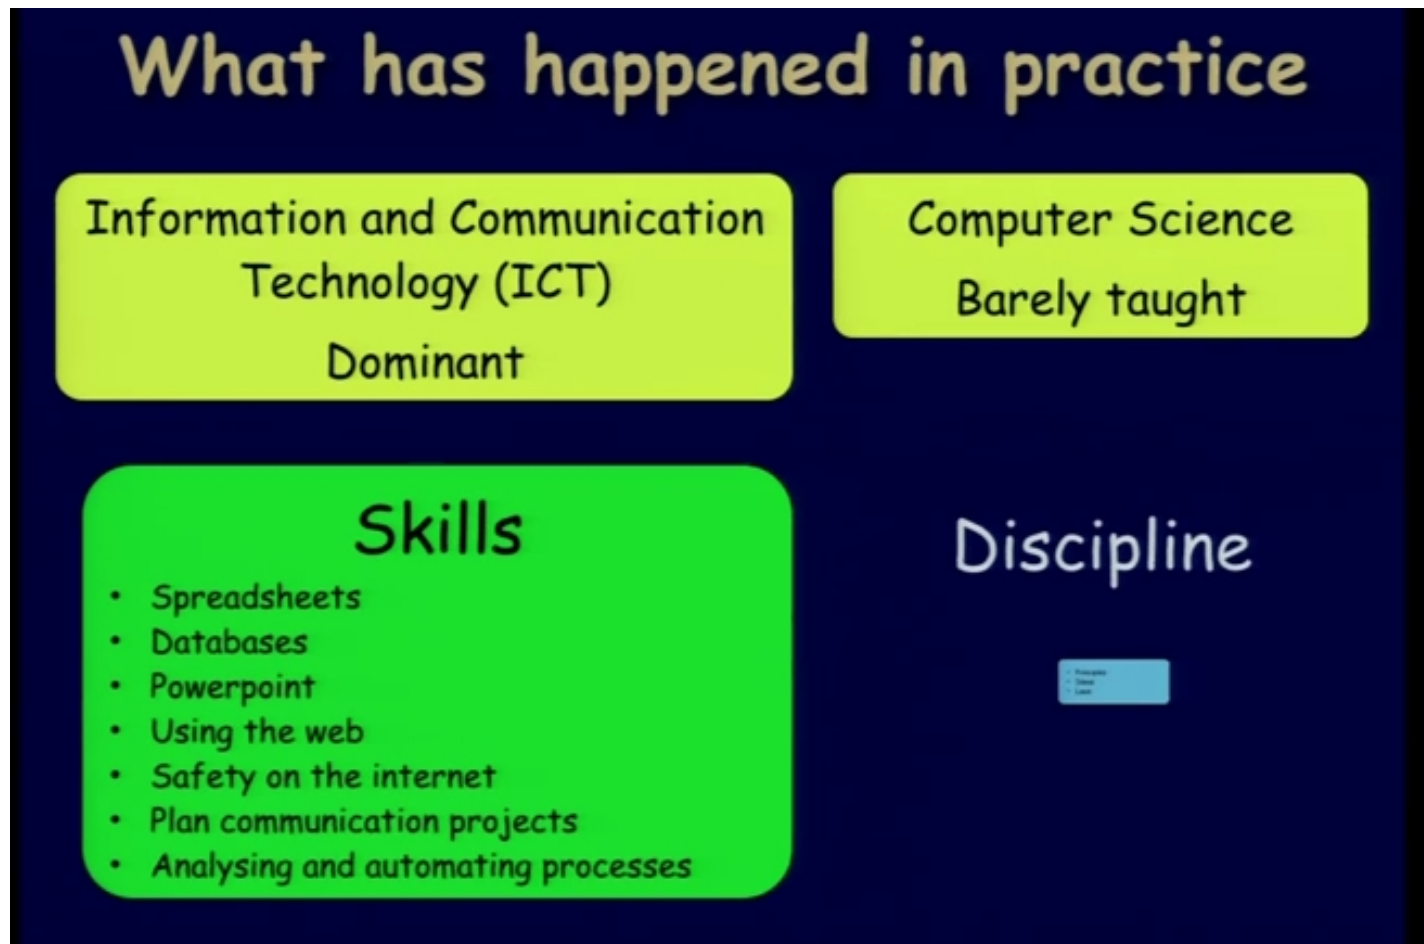 What has happened in practice
Information and Communication
Technology (ICT)
Dominant
Computer Science
Barely taught
Skills
• Spreadsheets
• Databases
• Powerpoint
• Using the web
• Safety on the internet
• Plan communication projects
• Analysing and automating processes
Discipline
• Principles